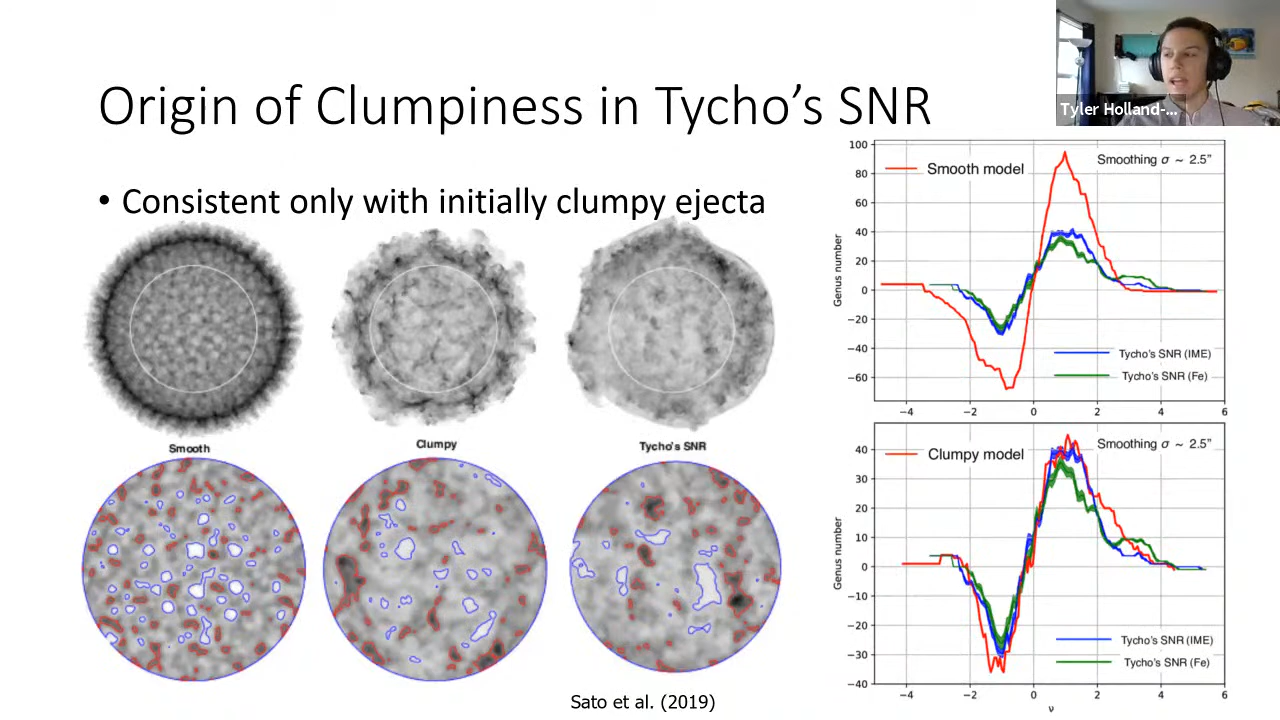 Origin of Clumpiness in Tycho's SNR
Tyler Holland-...
• Consistent only with initially clumpy ejecta
Smooth
Clumpy
Tycho's SNR
Sato et al. (2019)
Smooth model
Smoothing σ ~ 2.5"
Genus number
100
80
60
40
20
0
−20
−40
−60
Tycho's SNR (IME)
Tycho's SNR (Fe)
−4 −2 0 2 4 6
Clumpy model
Smoothing σ ~ 2.5"
Genus number
40
30
20
10
0
−10
−20
−30
−40
Tycho's SNR (IME)
Tycho's SNR (Fe)
−4 −2 0 2 4 6
ν